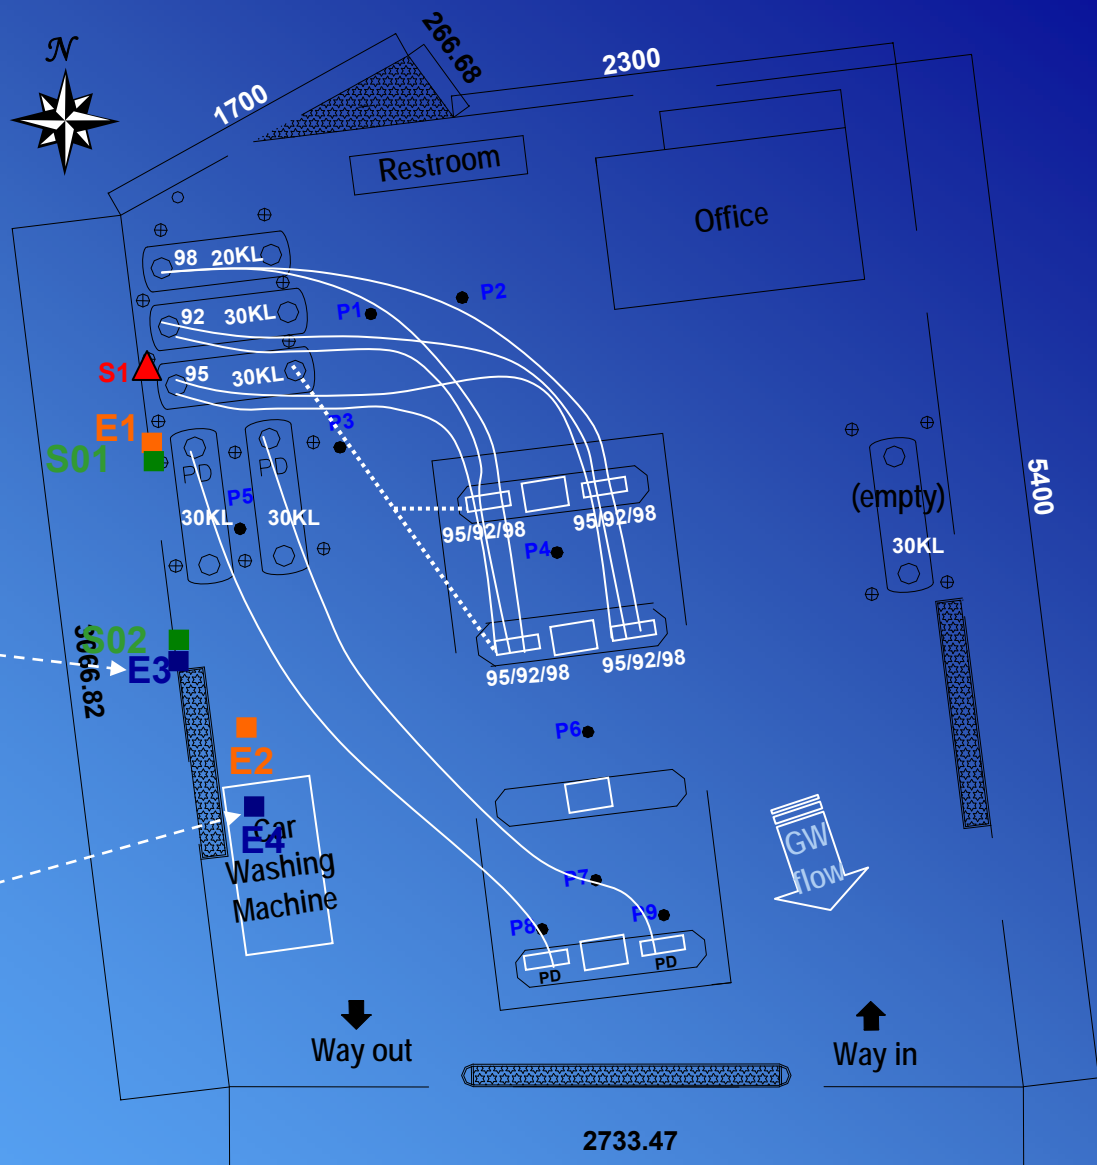 N
266.68
2300
1700
Restroom
Office
98 20KL
P2
P1
92 30KL
S1
95 30KL
E1
P3
S01
PD
PD
5400
P5
(empty)
30KL
30KL
95/92/98
95/92/98
P4
30KL
S02
95/92/98
95/92/98
E3
P6
E2
GW
flow
E4
Car
Washing
Machine
P7
P8
P9
PD
PD
Way out
Way in
2733.47